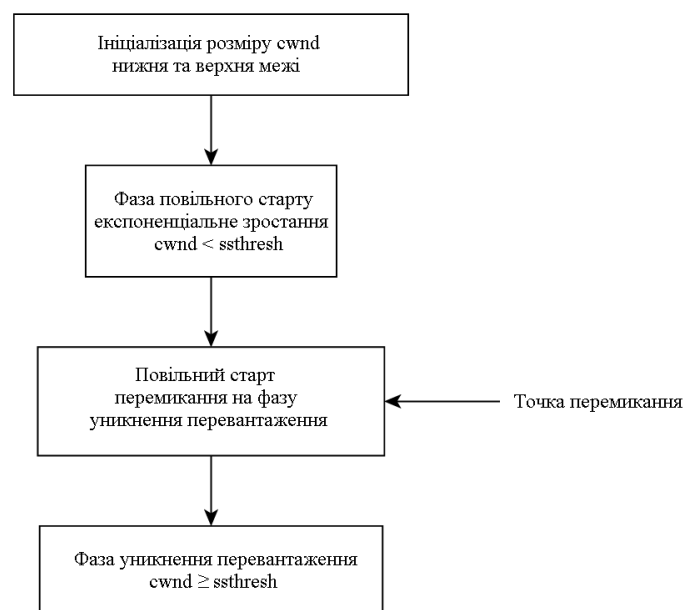 Ініціалізація розміру cwnd
нижня та верхня межі
Фаза повільного старту
експоненціальне зростання
cwnd < ssthresh
Повільний старт
перемикання на фазу
уникнення перевантаження
Точка перемикання
Фаза уникнення перевантаження
cwnd ≥ ssthresh